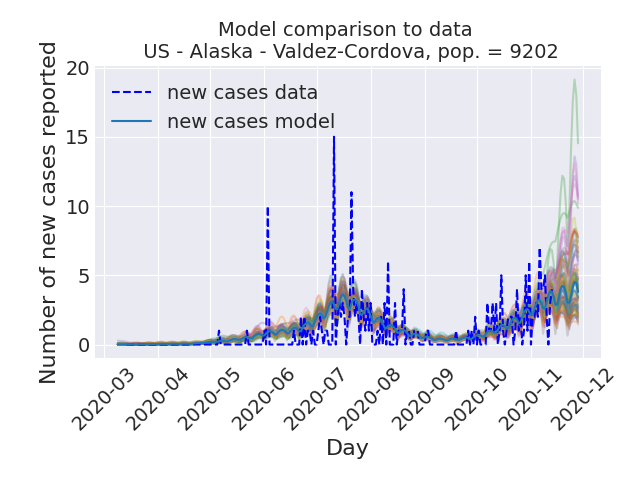 Model comparison to data
US - Alaska - Valdez-Cordova, pop. = 9202
Number of new cases reported
20
15
10
5
0
new cases data
new cases model
2020-03
2020-04
2020-05
2020-06
2020-07
2020-08
2020-09
2020-10
2020-11
2020-12
Day